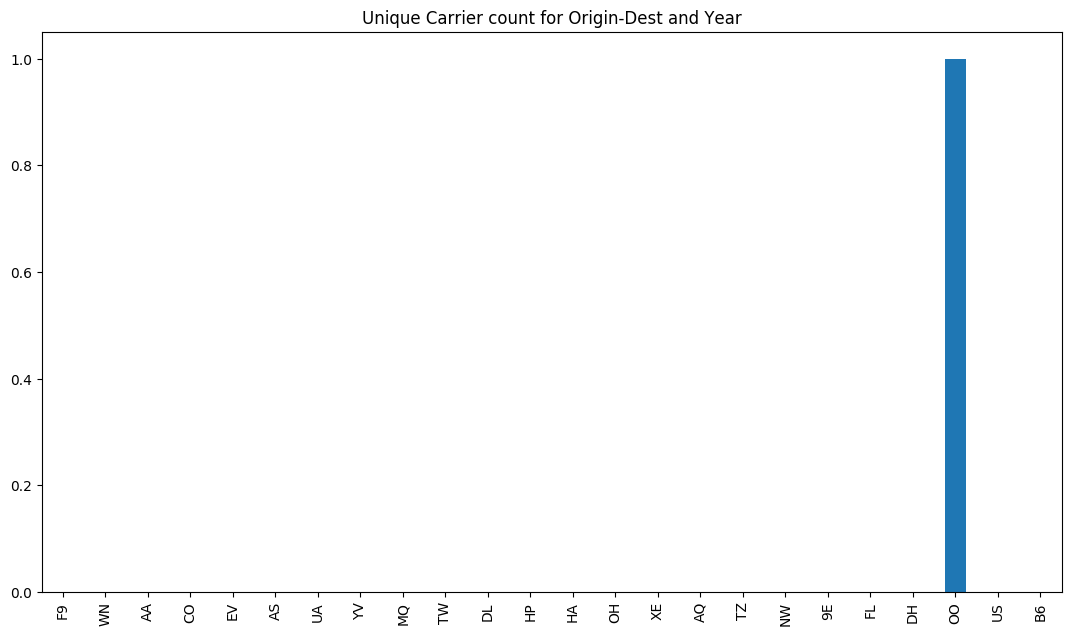 Unique Carrier count for Origin-Dest and Year
1.0
0.8
0.6
0.4
0.2
0.0
F9
WN
AA
CO
EV
AS
UA
YV
MQ
TW
DL
HP
HA
OH
XE
AQ
TZ
NW
9E
FL
DH
OO
US
B6